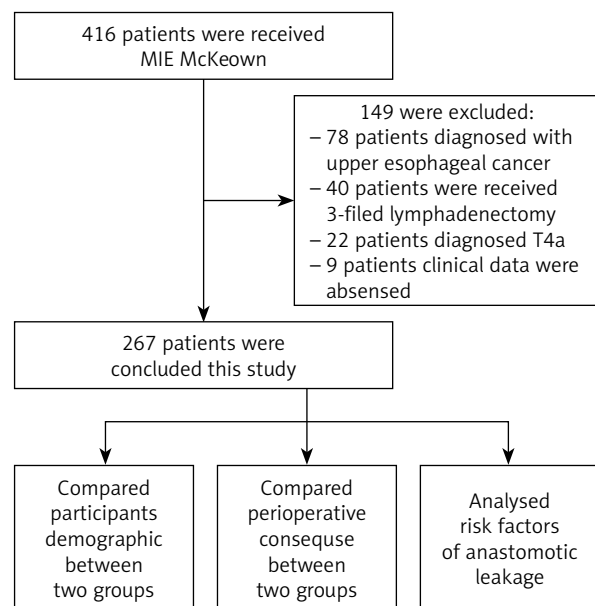 416 patients were received
MIE McKeown
149 were excluded:
– 78 patients diagnosed with
upper esophageal cancer
– 40 patients were received
3-filed lymphadenectomy
– 22 patients diagnosed T4a
– 9 patients clinical data were
absensed
267 patients were
concluded this study
Compared
participants
demographic
between
two groups
Compared
perioperative
consequse
between
two groups
Analysed
risk factors
of anastomotic
leakage